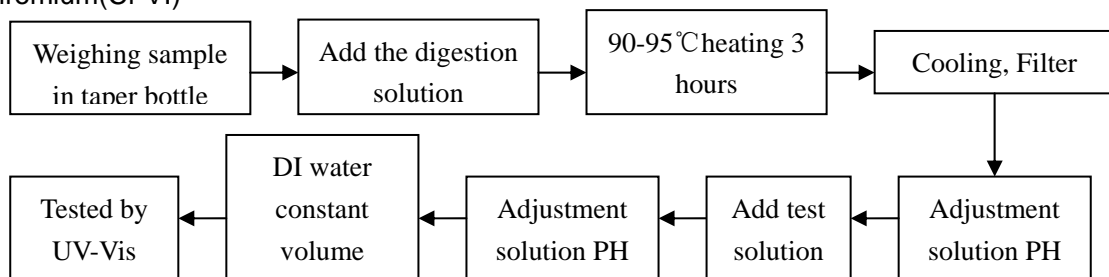 Weighing sample
in taper bottle
Add the digestion
solution
90-95℃heating 3
hours
Cooling, Filter
Adjustment
solution PH
Add test
solution
Adjustment
solution PH
DI water
constant
volume
Tested by
UV-Vis